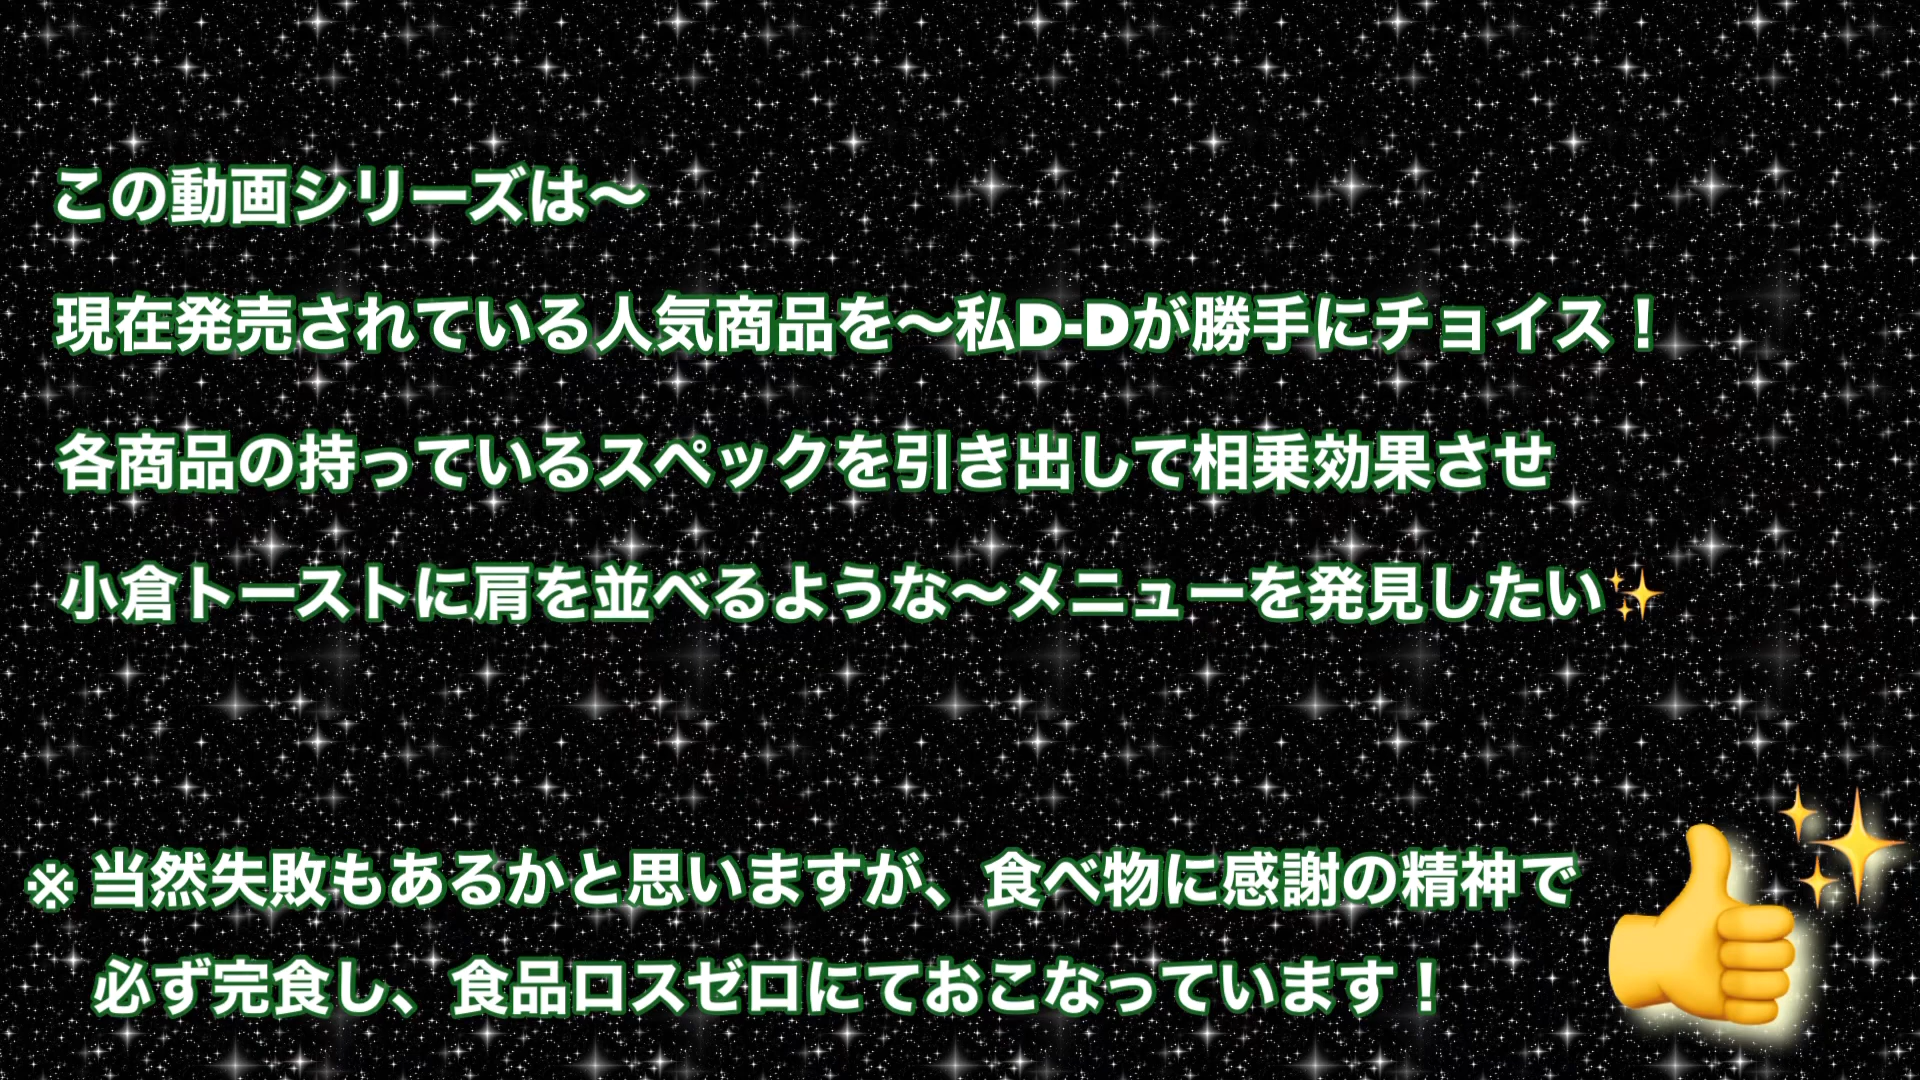 この動画シリーズは〜
現在発売されている人気商品を〜私D-Dが勝手にチョイス！
各商品の持っているスペックを引き出して相乗効果させ
小倉トーストに肩を並べるような〜メニューを発見したい✨
※ 当然失敗もあるかと思いますが、食べ物に感謝の精神で
必ず完食し、食品ロスゼロにておこなっています！